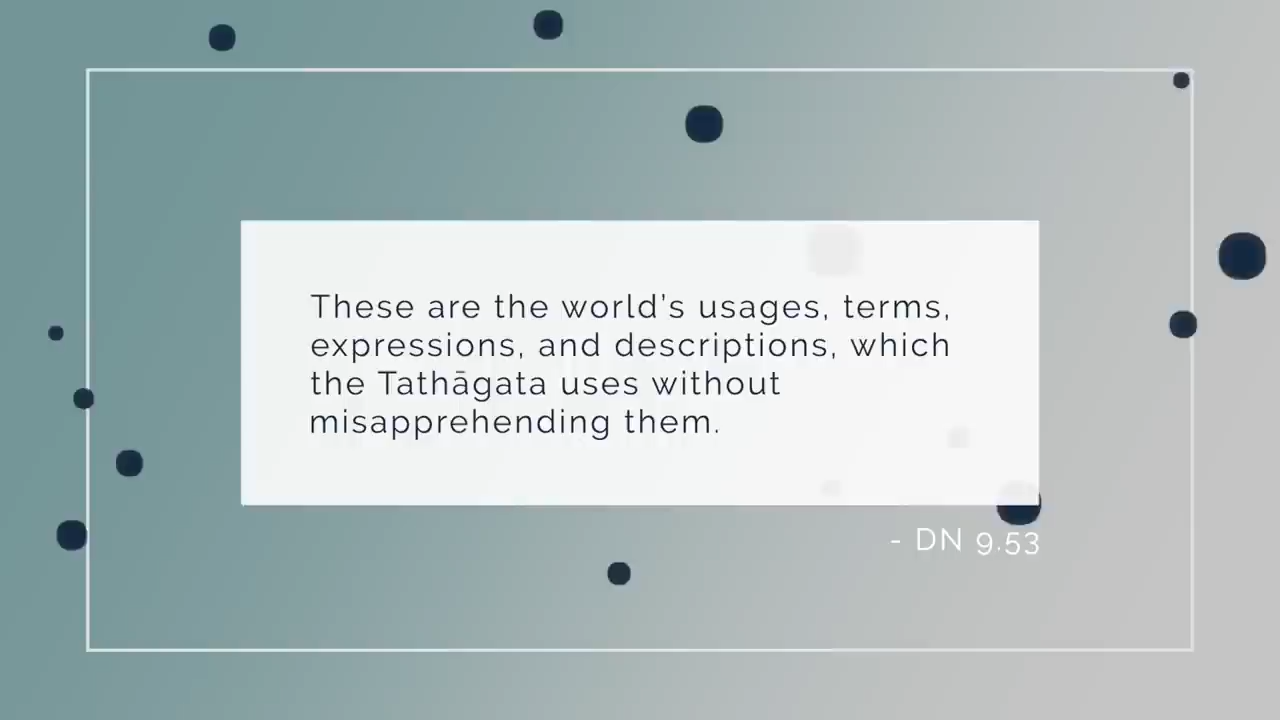 These are the world’s usages, terms,
expressions, and descriptions, which
the Tathāgata uses without
misapprehending them.
- DN 9.53